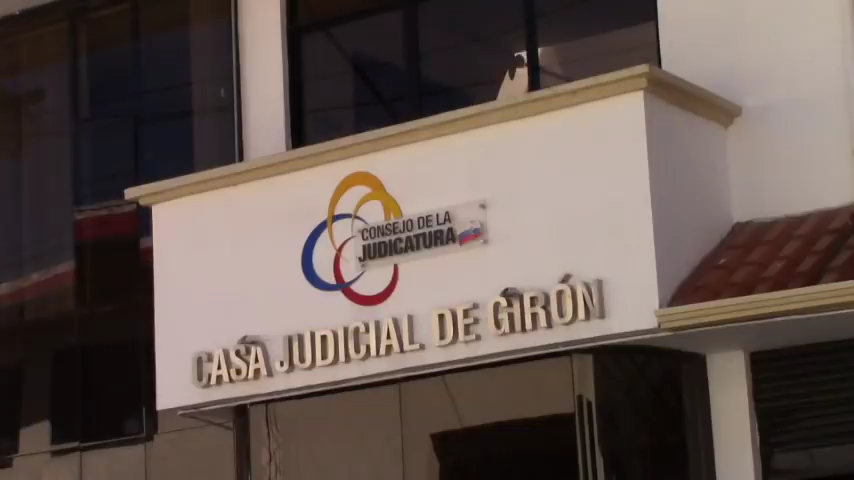 CONSEJO DE LA
JUDICATURA
CASA JUDICIAL DE GIRÓN